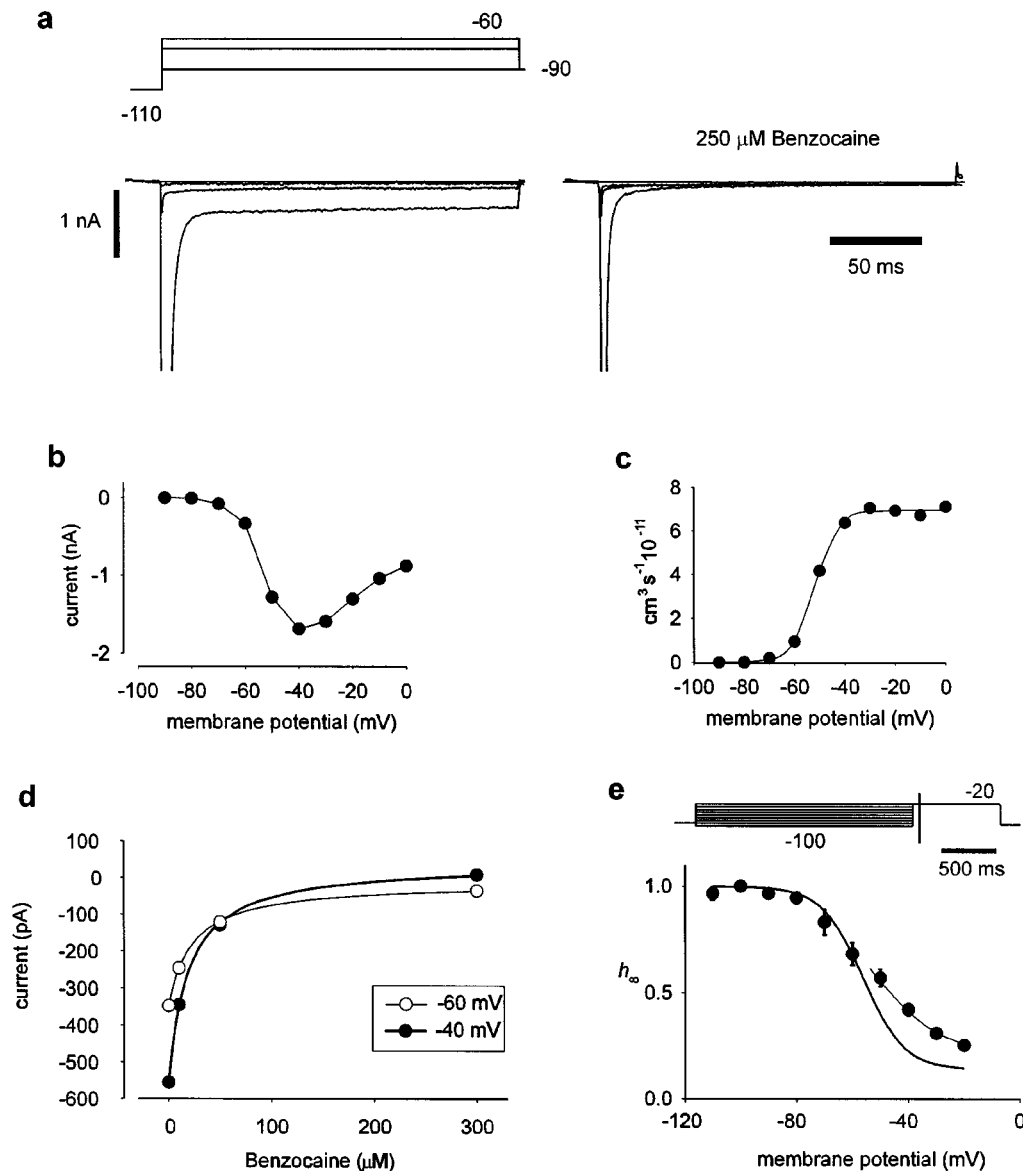 a
-60
-90
-110
250 μM Benzocaine
1 nA
50 ms
b
0
-1
-2
current (nA)
-100 -80 -60 -40 -20 0
membrane potential (mV)
c
8
6
4
2
0
cm³ s⁻¹10⁻¹¹
-100 -80 -60 -40 -20 0
membrane potential (mV)
d
100
0
-100
-200
-300
-400
-500
-600
current (pA)
-60 mV
-40 mV
0 100 200 300
Benzocaine (μM)
e
-20
-100
500 ms
1.0
0.5
0.0
h∞
-120 -80 -40 0
membrane potential (mV)